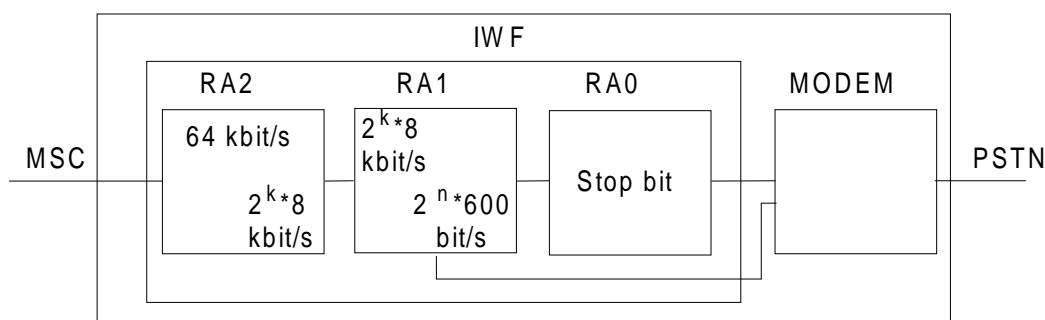 IWF
RA2 RA1 RA0 MODEM
MSC
64 kbit/s
2^k*8
kbit/s
2^k*8
kbit/s
2^n*600
bit/s
Stop bit
PSTN